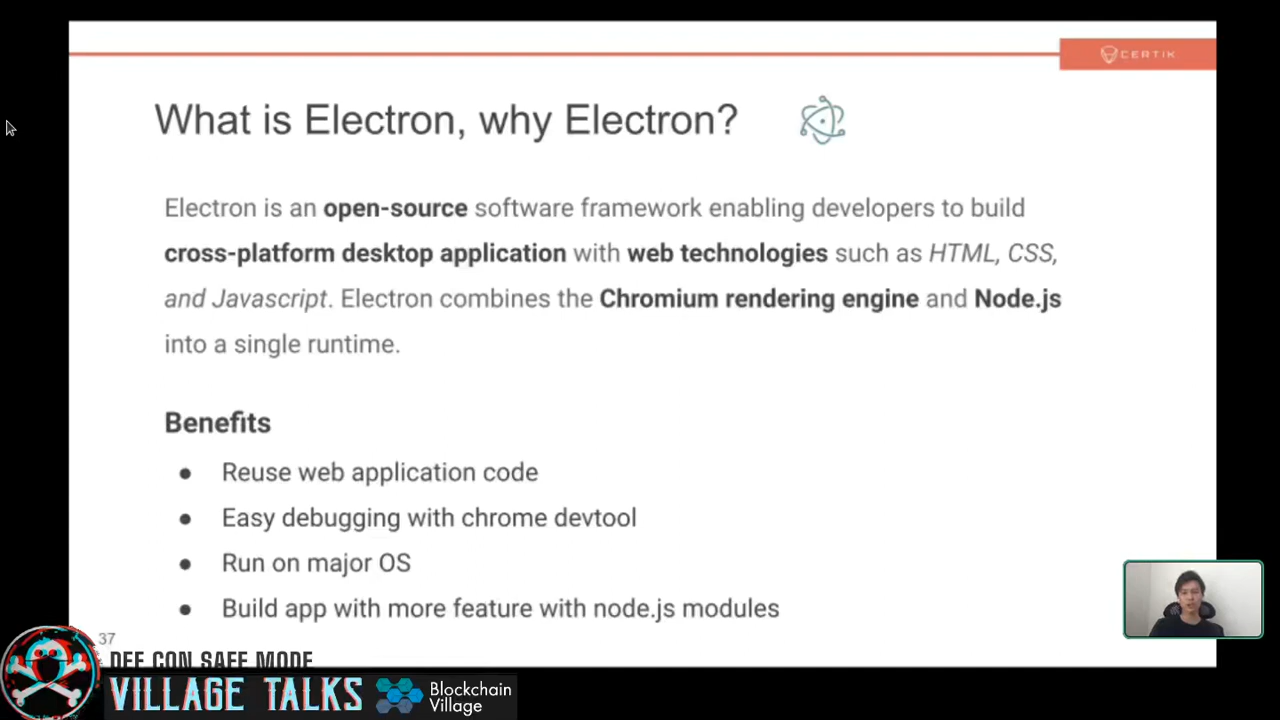 CERTIK
What is Electron, why Electron?
Electron is an open-source software framework enabling developers to build
cross-platform desktop application with web technologies such as HTML, CSS,
and Javascript. Electron combines the Chromium rendering engine and Node.js
into a single runtime.
Benefits
● Reuse web application code
● Easy debugging with chrome devtool
● Run on major OS
● Build app with more feature with node.js modules
37
DEF CON SAFE MODE
VILLAGE TALKS
Blockchain
Village